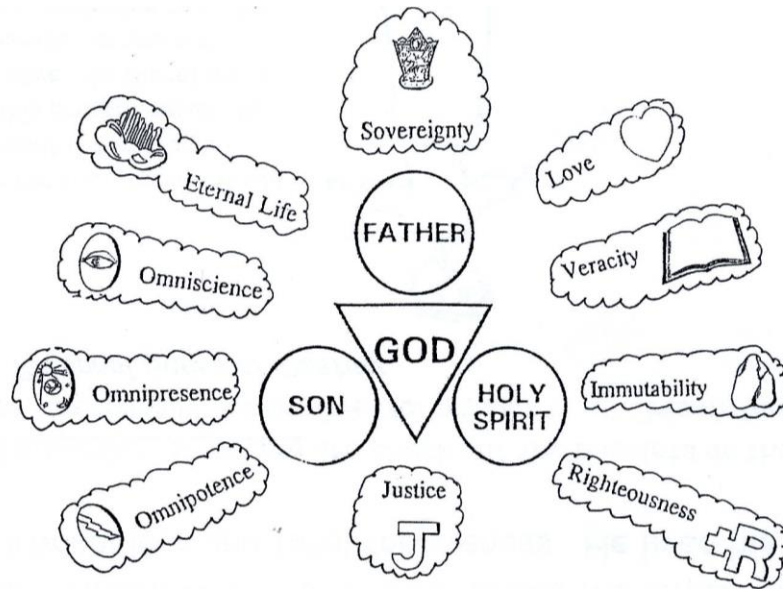 Sovereignty
Eternal Life
Love
FATHER
Omniscience
Veracity
GOD
Omnipresence
SON
HOLY
SPIRIT
Immutability
Omnipotence
Justice
J
Righteousness
+R